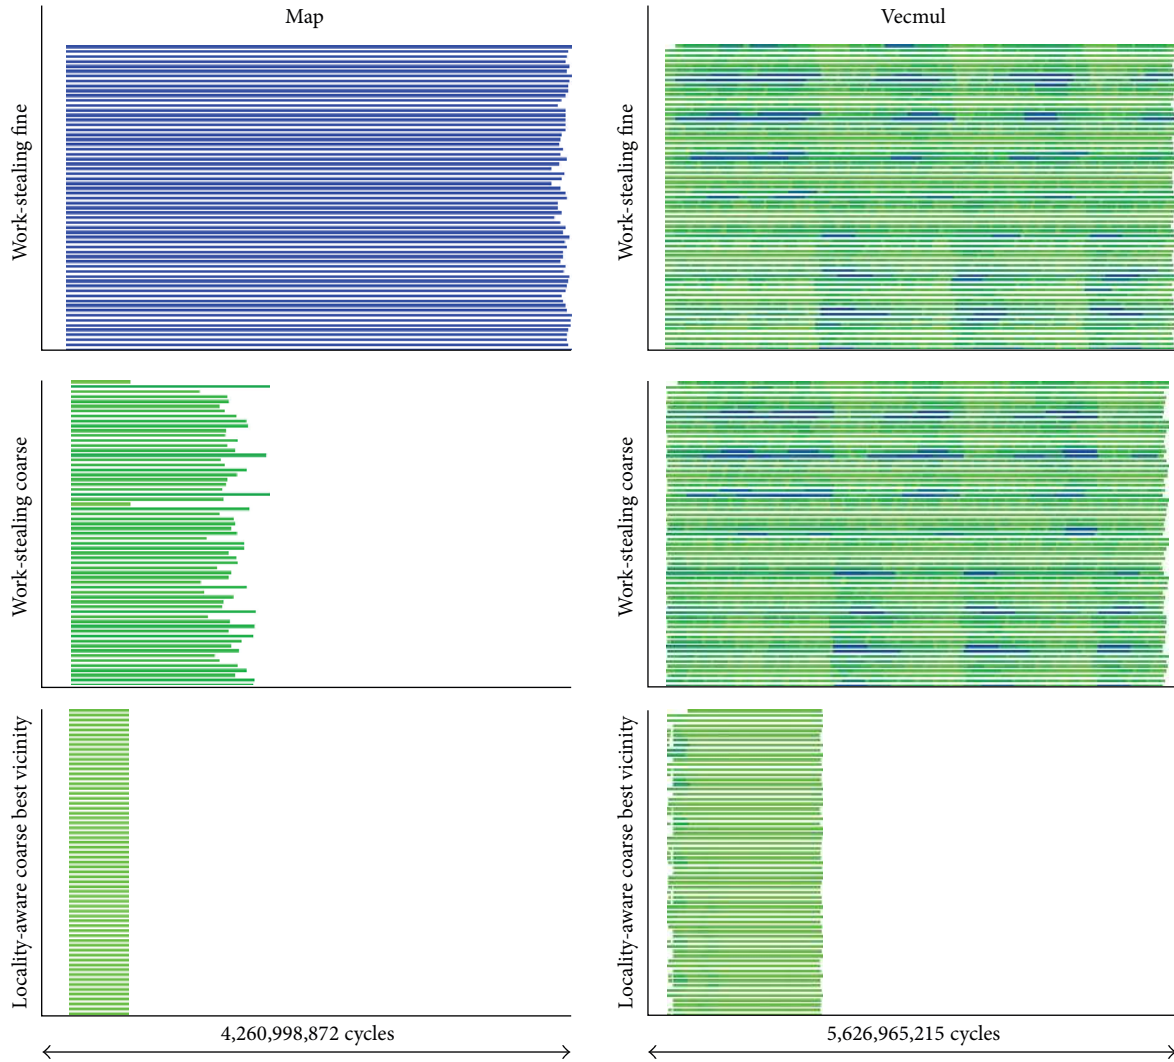 Map
Vecmul
Work-stealing fine
Work-stealing fine
Work-stealing coarse
Work-stealing coarse
Locality-aware coarse best vicinity
Locality-aware coarse best vicinity
4,260,998,872 cycles
5,626,965,215 cycles